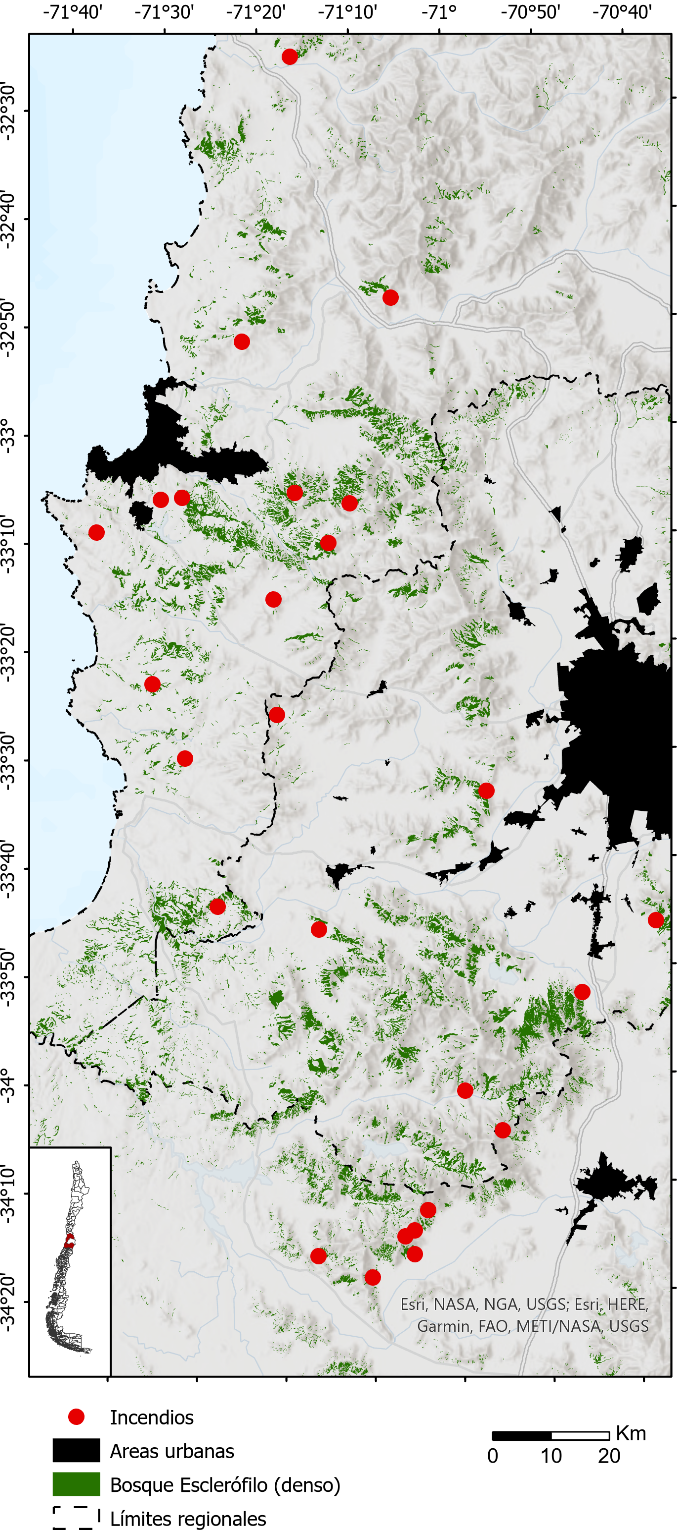 -71°40' -71°30' -71°20' -71°10' -71° -70°50' -70°40'
-32°30'
-32°40'
-32°50'
-33°
-33°10'
-33°20'
-33°30'
-33°40'
-33°50'
-34°
-34°10'
-34°20'
Esri, NASA, NGA, USGS; Esri, HERE,
Garmin, FAO, METI/NASA, USGS
Incendios
Areas urbanas
Bosque Esclerófilo (denso)
Límites regionales
Km
0 10 20